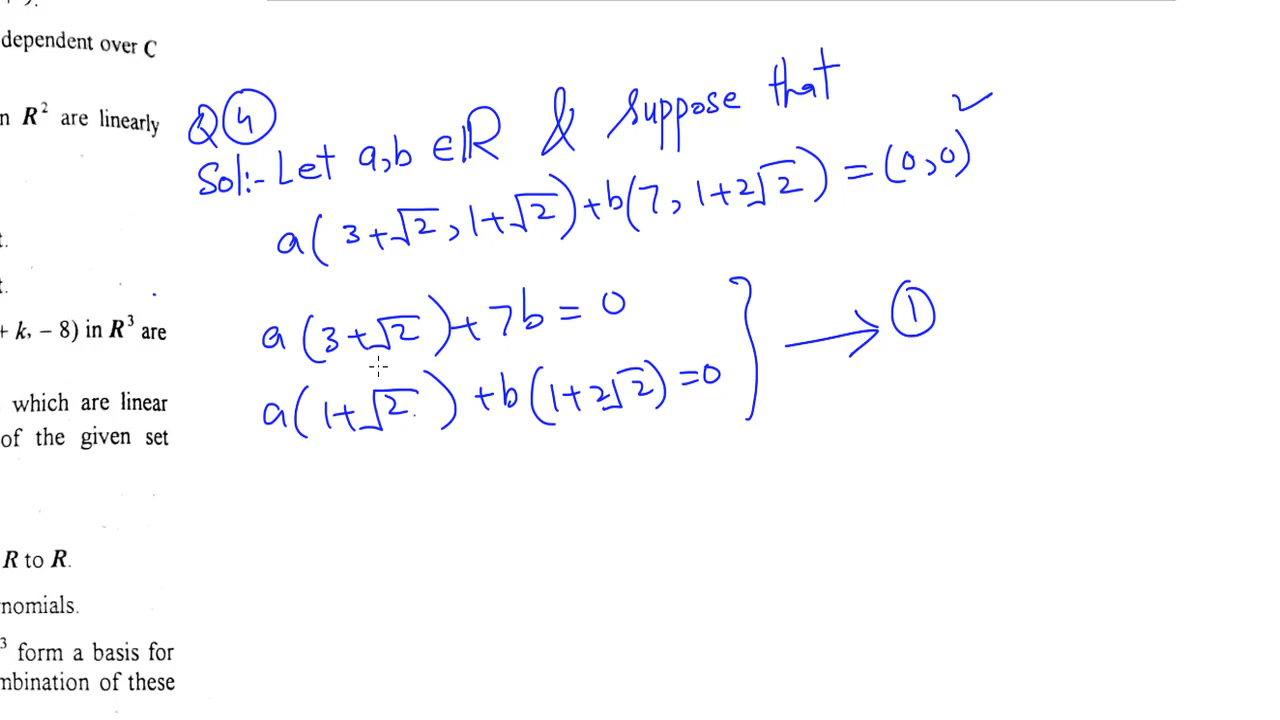 dependent over C
n R² are linearly
t.
t.
+ k, – 8) in R³ are
which are linear
of the given set
R to R.
nomials.
³ form a basis for
mbination of these
Q 4
Sol:- Let a,b ∈ ℝ & suppose that
a(3+√2, 1+√2)+b(7, 1+2√2) = (0,0)
a(3+√2)+7b = 0
a(1+√2)+b(1+2√2)=0
→ 1